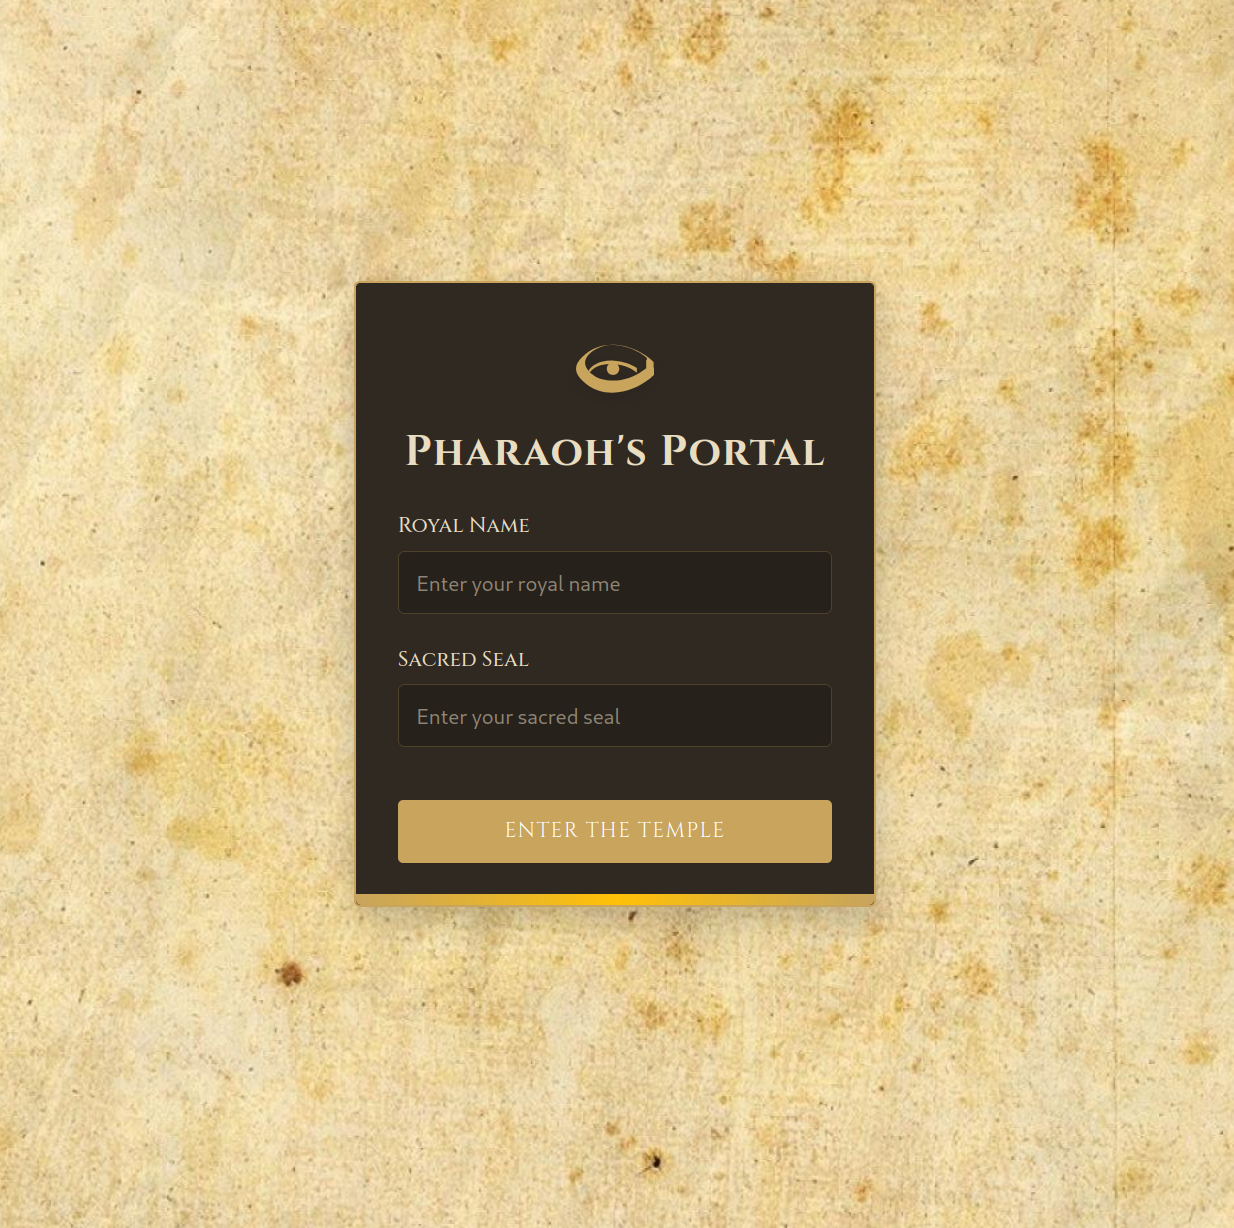 Pharaoh's Portal
Royal Name
Enter your royal name
Sacred Seal
Enter your sacred seal
ENTER THE TEMPLE